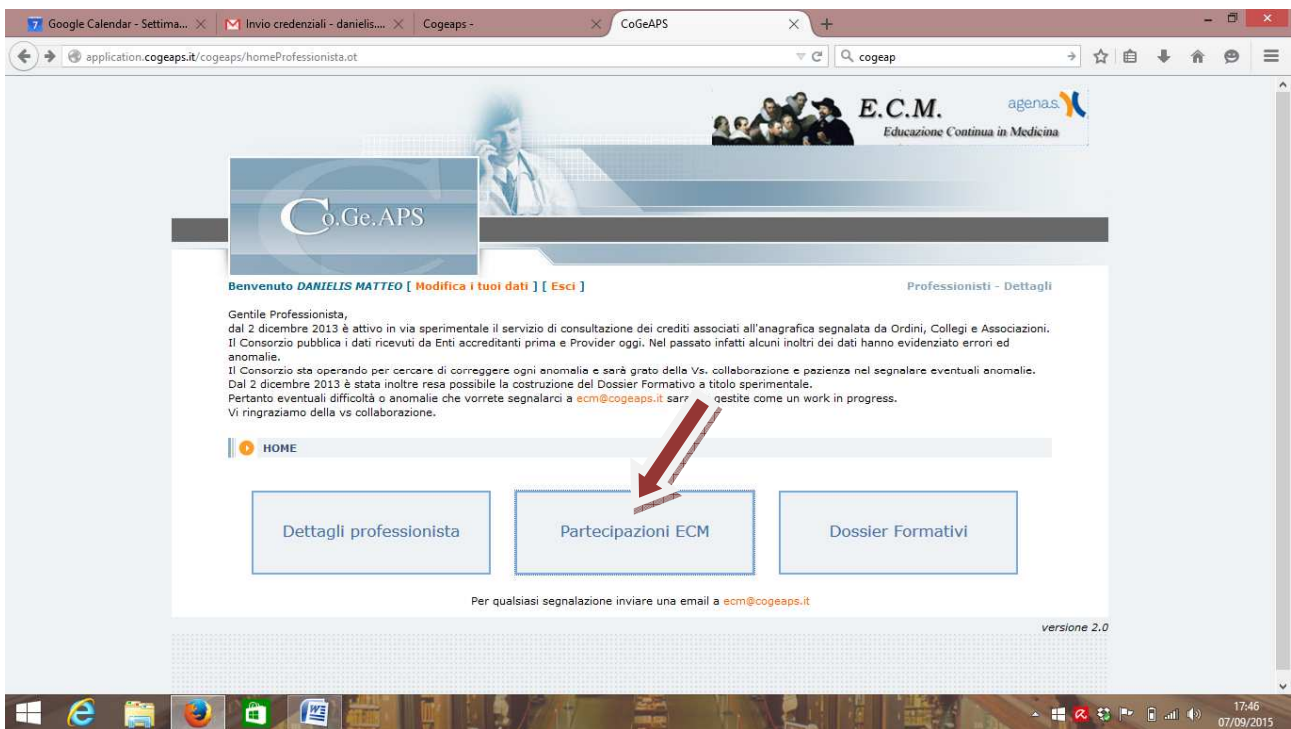 7 Google Calendar - Settima...
Invio credenziali - danielis....
Cogeaps -
CoGeAPS
application.cogeaps.it/cogeaps/homeProfessionista.ot
cogeap
E.C.M.
agenas.
Educazione Continua in Medicina
Co.Ge.APS
Benvenuto DANIELIS MATTEO [ Modifica i tuoi dati ] [ Esci ]
Professionisti - Dettagli
Gentile Professionista,
dal 2 dicembre 2013 è attivo in via sperimentale il servizio di consultazione dei crediti associati all'anagrafica segnalata da Ordini, Collegi e Associazioni.
Il Consorzio pubblica i dati ricevuti da Enti accreditanti prima e Provider oggi. Nel passato infatti alcuni inoltri dei dati hanno evidenziato errori ed
anomalie.
Il Consorzio sta operando per cercare di correggere ogni anomalia e sarà grato della Vs. collaborazione e pazienza nel segnalare eventuali anomalie.
Dal 2 dicembre 2013 è stata inoltre resa possibile la costruzione del Dossier Formativo a titolo sperimentale.
Pertanto eventuali difficoltà o anomalie che vorrete segnalarci a ecm@cogeaps.it gestite come un work in progress.
Vi ringraziamo della vs collaborazione.
HOME
Dettagli professionista
Partecipazioni ECM
Dossier Formativi
Per qualsiasi segnalazione inviare una email a ecm@cogeaps.it
versione 2.0
17:46
07/09/2015